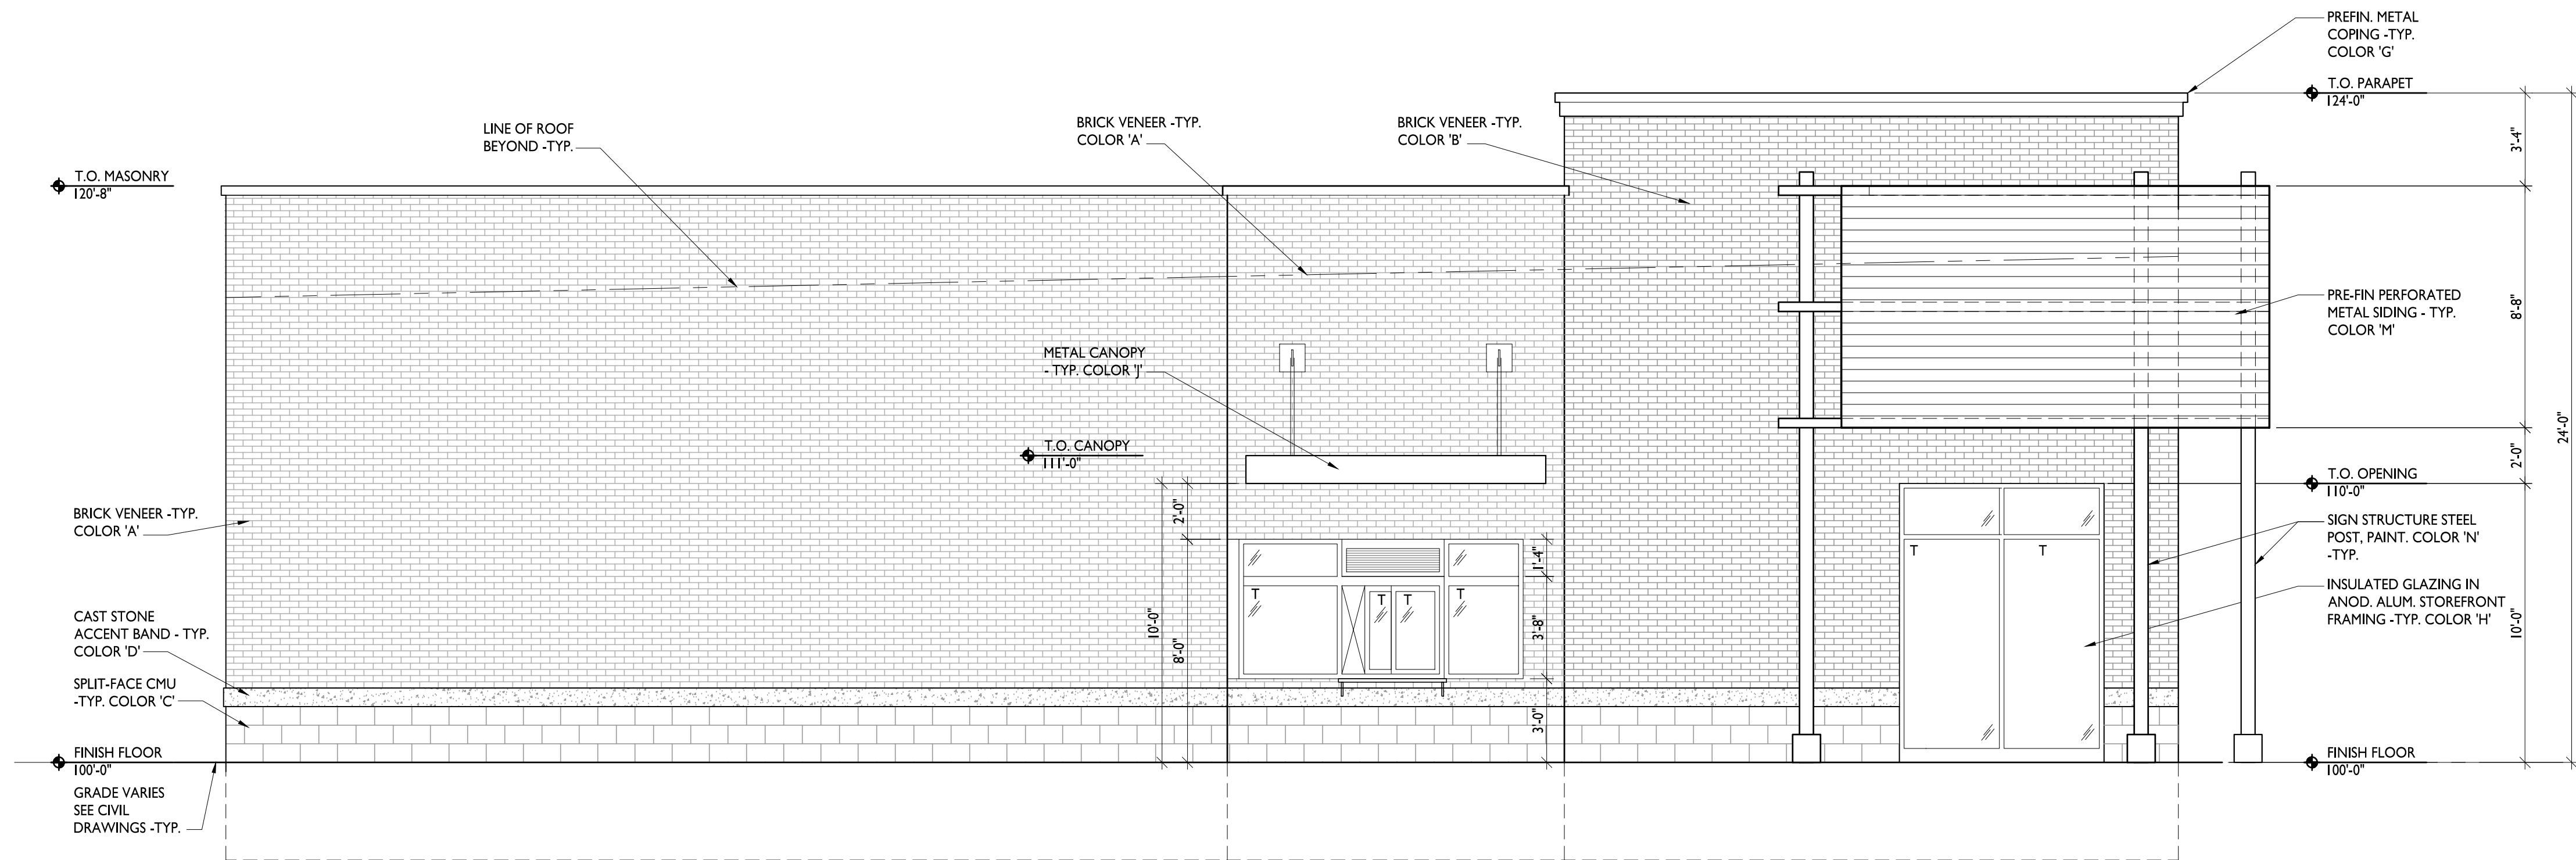 PREFIN. METAL
COPING -TYP.
COLOR 'G'
T.O. PARAPET
124'-0"
LINE OF ROOF
BEYOND -TYP.
BRICK VENEER -TYP.
COLOR 'A'
BRICK VENEER -TYP.
COLOR 'B'
3'-4"
T.O. MASONRY
120'-8"
PRE-FIN PERFORATED
METAL SIDING - TYP.
COLOR 'M'
8'-8"
METAL CANOPY
- TYP. COLOR 'J'
T.O. CANOPY
111'-0"
24'-0"
2'-0"
T.O. OPENING
110'-0"
BRICK VENEER -TYP.
COLOR 'A'
2'-0"
SIGN STRUCTURE STEEL
POST, PAINT. COLOR 'N'
-TYP.
1'-4"
T
T
INSULATED GLAZING IN
ANOD. ALUM. STOREFRONT
FRAMING -TYP. COLOR 'H'
T
T
T
T
10'-0"
8'-0"
3'-8"
10'-0"
CAST STONE
ACCENT BAND - TYP.
COLOR 'D'
SPLIT-FACE CMU
-TYP. COLOR 'C'
3'-0"
FINISH FLOOR
100'-0"
FINISH FLOOR
100'-0"
GRADE VARIES
SEE CIVIL
DRAWINGS -TYP.